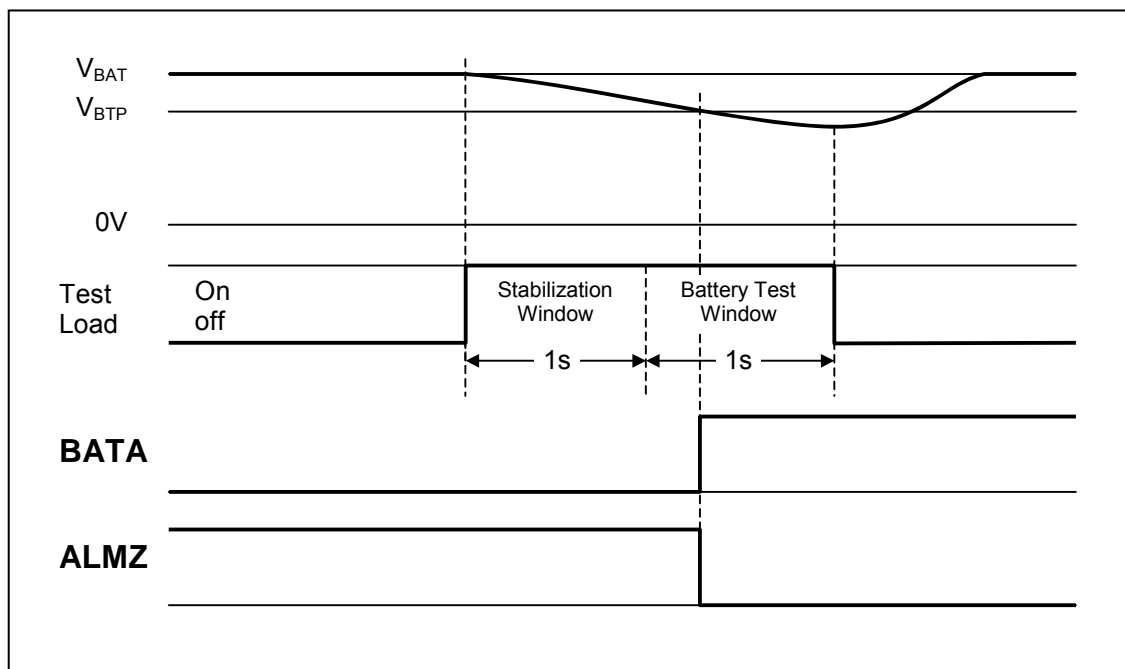 VBAT
VBTP
0V
Test
Load
On
off
Stabilization
Window
Battery Test
Window
1s
1s
BATA
ALMZ